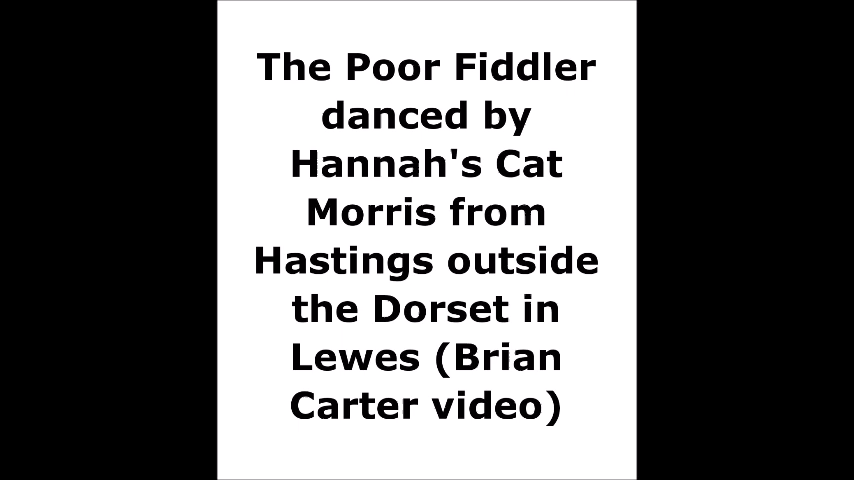 The Poor Fiddler
danced by
Hannah's Cat
Morris from
Hastings outside
the Dorset in
Lewes (Brian
Carter video)